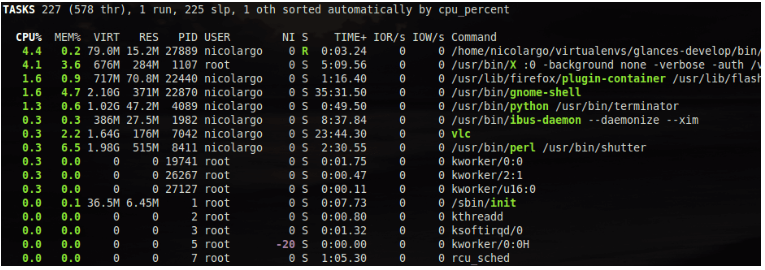 TASKS 227 (578 thr), 1 run, 225 slp, 1 oth sorted automatically by cpu_percent
CPU% MEM% VIRT RES PID USER NI S TIME+ IOR/s IOW/s Command
4.4 0.2 79.0M 15.2M 27889 nicolargo 0 R 0:03.24 0 0 /home/nicolargo/virtualenvs/glances-develop/bin/
4.1 3.6 676M 284M 1107 root 0 S 5:09.56 0 0 /usr/bin/X :0 -background none -verbose -auth /v
1.6 0.9 717M 70.8M 22440 nicolargo 0 S 1:16.40 0 0 /usr/lib/firefox/plugin-container /usr/lib/flash
1.6 4.7 2.10G 371M 22870 nicolargo 0 S 35:31.50 0 0 /usr/bin/gnome-shell
1.3 0.6 1.02G 47.2M 4089 nicolargo 0 S 0:49.50 0 0 /usr/bin/python /usr/bin/terminator
0.3 0.3 386M 27.5M 1982 nicolargo 0 S 8:37.84 0 0 /usr/bin/ibus-daemon --daemonize --xim
0.3 2.2 1.64G 176M 7042 nicolargo 0 S 23:44.30 0 0 vlc
0.3 6.5 1.98G 515M 8411 nicolargo 0 S 2:30.55 0 0 /usr/bin/perl /usr/bin/shutter
0.3 0.0 0 0 19741 root 0 S 0:01.75 0 0 kworker/0:0
0.3 0.0 0 0 26267 root 0 S 0:00.47 0 0 kworker/2:1
0.3 0.0 0 0 27127 root 0 S 0:00.11 0 0 kworker/u16:0
0.0 0.1 36.5M 6.45M 1 root 0 S 0:07.73 0 0 /sbin/init
0.0 0.0 0 0 2 root 0 S 0:00.80 0 0 kthreadd
0.0 0.0 0 0 3 root 0 S 0:01.32 0 0 ksoftirqd/0
0.0 0.0 0 0 5 root -20 S 0:00.00 0 0 kworker/0:0H
0.0 0.0 0 0 7 root 0 S 1:05.30 0 0 rcu_sched